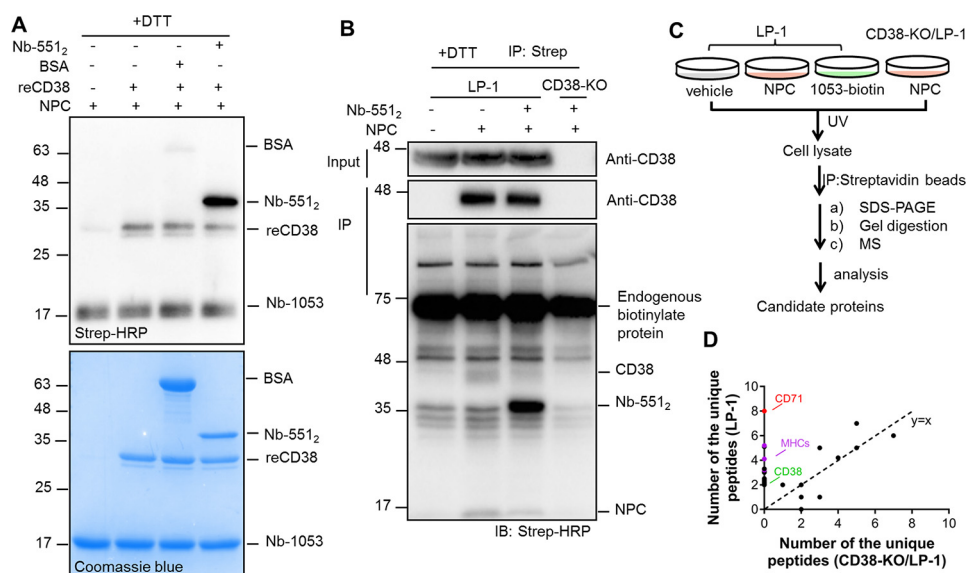 A
+DTT
Nb-551₂ - - - +
BSA - - + -
reCD38 - + + +
NPC + + + +
63
48
35
25
17
BSA
Nb-551₂
reCD38
Nb-1053
Strep-HRP
63
48
35
25
17
BSA
Nb-551₂
reCD38
Nb-1053
Coomassie blue
B
+DTT IP: Strep
LP-1 CD38-KO
Nb-551₂ - - + +
NPC - + + +
Input
48
Anti-CD38
IP
48
Anti-CD38
75
48
35
17
Endogenous
biotinylate
protein
CD38
Nb-551₂
NPC
IB: Strep-HRP
C
LP-1 CD38-KO/LP-1
vehicle NPC 1053-biotin NPC
UV
Cell lysate
IP:Streptavidin beads
a) SDS-PAGE
b) Gel digestion
c) MS
analysis
Candidate proteins
D
Number of the unique
peptides (LP-1)
10
8
6
4
2
0
CD71
MHCs
CD38
y=x
0 2 4 6 8 10
Number of the unique
peptides (CD38-KO/LP-1)